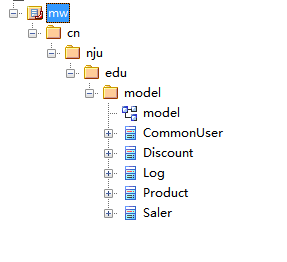 mw
cn
nju
edu
model
model
CommonUser
Discount
Log
Product
Saler